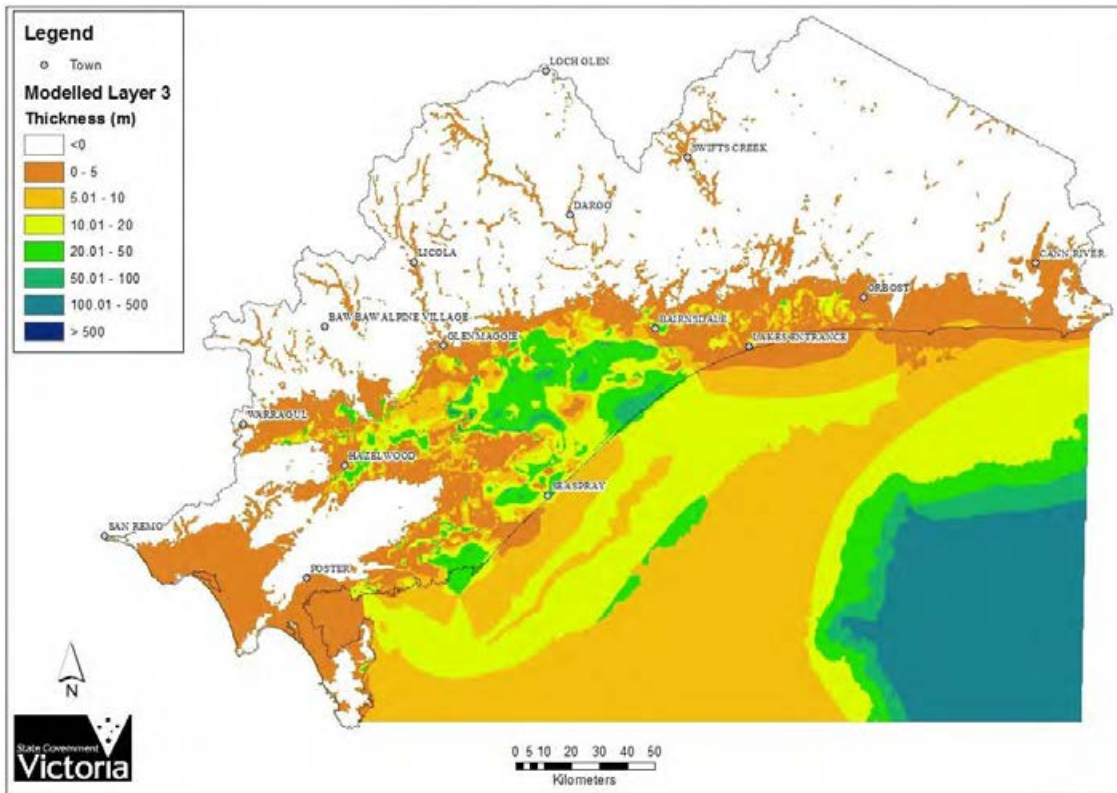 Legend
Town
Modelled Layer 3
Thickness (m)
<0
0 - 5
5.01 - 10
10.01 - 20
20.01 - 50
50.01 - 100
100.01 - 500
> 500
LOCH OLEN
SWIFTS CREEK
DARGO
LICOLA
CANN RIVER
ORBOST
BAW BAW ALPINE VILLAGE
BAIRNSDALE
GLENMAGGIE
LAKES ENTRANCE
WARRAGUL
HAZELWOOD
SEASPRAY
SAN REMO
FOSTER
N
State Government
Victoria
0 5 10 20 30 40 50
Kilometers